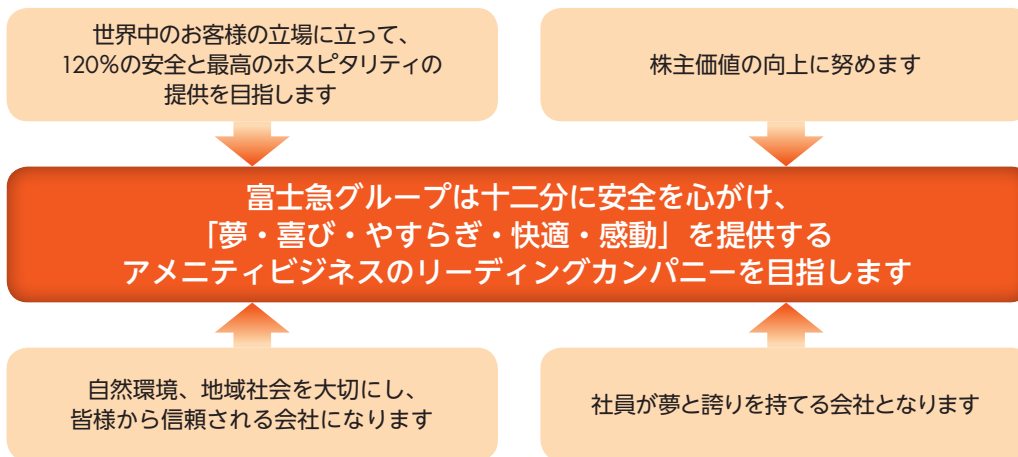 世界中のお客様の立場に立って、
120%の安全と最高のホスピタリティの
提供を目指します
株主価値の向上に努めます
富士急グループは十二分に安全を心がけ、
「夢・喜び・やすらぎ・快適・感動」を提供する
アメニティビジネスのリーディングカンパニーを目指します
自然環境、地域社会を大切にし、
皆様から信頼される会社になります
社員が夢と誇りを持てる会社となります